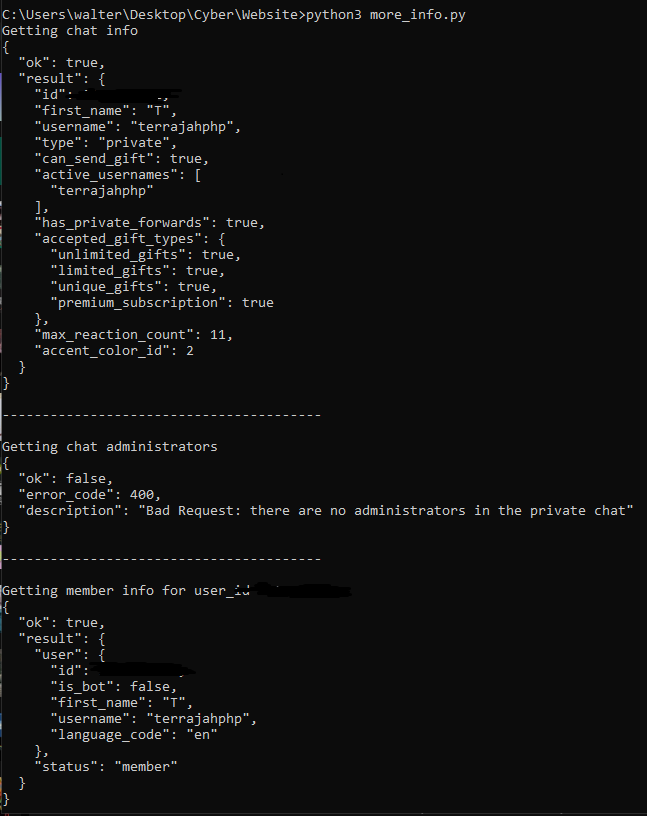 C:\Users\walter\Desktop\Cyber\Website>python3 more_info.py
Getting chat info
{
  "ok": true,
  "result": {
    "id":
    "first_name": "T",
    "username": "terrajahphp",
    "type": "private",
    "can_send_gift": true,
    "active_usernames": [
      "terrajahphp"
    ],
    "has_private_forwards": true,
    "accepted_gift_types": {
      "unlimited_gifts": true,
      "limited_gifts": true,
      "unique_gifts": true,
      "premium_subscription": true
    },
    "max_reaction_count": 11,
    "accent_color_id": 2
  }
}
----------------------------------------
Getting chat administrators
{
  "ok": false,
  "error_code": 400,
  "description": "Bad Request: there are no administrators in the private chat"
}
----------------------------------------
Getting member info for user_id
{
  "ok": true,
  "result": {
    "user": {
      "id":
      "is_bot": false,
      "first_name": "T",
      "username": "terrajahphp",
      "language_code": "en"
    },
    "status": "member"
  }
}